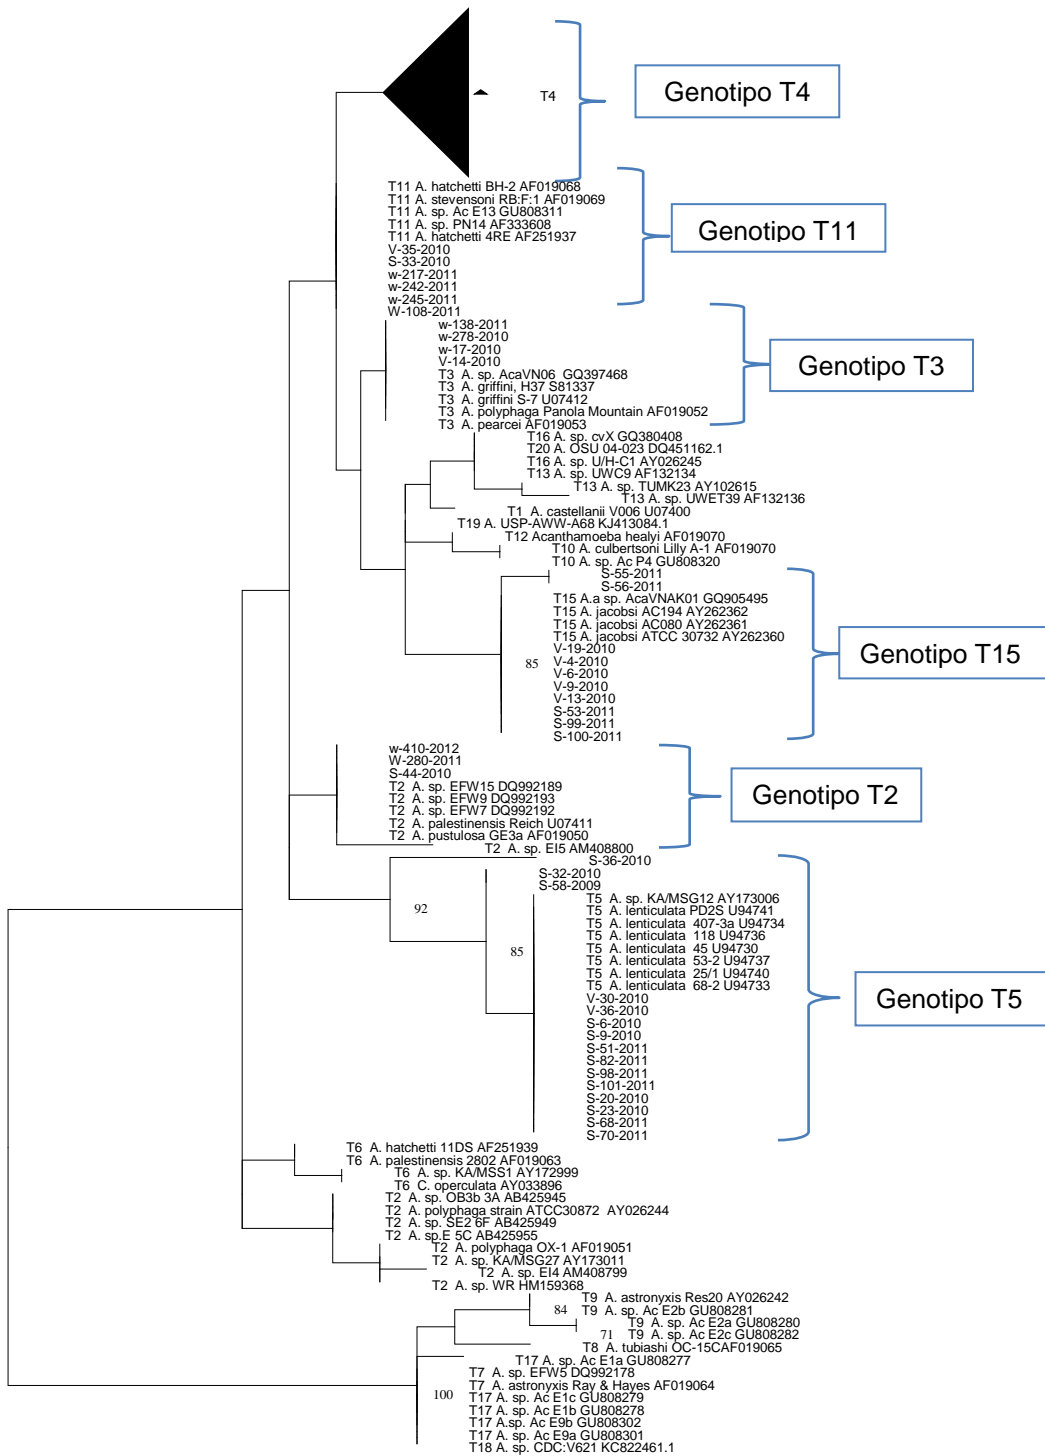 T4
Genotipo T4
T11 A. hatchetti BH-2 AF019068
T11 A. stevensoni RB:F:1 AF019069
T11 A. sp. Ac E13 GU808311
T11 A. sp. PN14 AF333608
T11 A. hatchetti 4RE AF251937
V-35-2010
S-33-2010
w-217-2011
w-242-2011
w-245-2011
W-108-2011
Genotipo T11
w-138-2011
w-278-2010
w-17-2010
V-14-2010
T3 A. sp. AcaVN06 GQ397468
T3 A. griffini, H37 S81337
T3 A. griffini S-7 U07412
T3 A. polyphaga Panola Mountain AF019052
T3 A. pearcei AF019053
Genotipo T3
T16 A. sp. cvX GQ380408
T20 A. OSU 04-023 DQ451162.1
T16 A. sp. U/H-C1 AY026245
T13 A. sp. UWC9 AF132134
T13 A. sp. TUMK23 AY102615
T13 A. sp. UWET39 AF132136
T1 A. castellanii V006 U07400
T19 A. USP-AWW-A68 KJ413084.1
T12 Acanthamoeba healyi AF019070
T10 A. culbertsoni Lilly A-1 AF019070
T10 A. sp. Ac P4 GU808320
S-55-2011
S-56-2011
T15 A.a sp. AcaVNAK01 GQ905495
T15 A. jacobsi AC194 AY262362
T15 A. jacobsi AC080 AY262361
T15 A. jacobsi ATCC 30732 AY262360
V-19-2010
V-4-2010
85
V-6-2010
V-9-2010
V-13-2010
S-53-2011
S-99-2011
S-100-2011
Genotipo T15
w-410-2012
W-280-2011
S-44-2010
T2 A. sp. EFW15 DQ992189
T2 A. sp. EFW9 DQ992193
T2 A. sp. EFW7 DQ992192
T2 A. palestinensis Reich U07411
T2 A. pustulosa GE3a AF019050
T2 A. sp. EI5 AM408800
Genotipo T2
S-36-2010
S-32-2010
S-58-2009
92
T5 A. sp. KA/MSG12 AY173006
T5 A. lenticulata PD2S U94741
T5 A. lenticulata 407-3a U94734
T5 A. lenticulata 118 U94736
T5 A. lenticulata 45 U94730
85
T5 A. lenticulata 53-2 U94737
T5 A. lenticulata 25/1 U94740
T5 A. lenticulata 68-2 U94733
V-30-2010
V-36-2010
S-6-2010
S-9-2010
S-51-2011
S-82-2011
S-98-2011
S-101-2011
S-20-2010
S-23-2010
S-68-2011
S-70-2011
Genotipo T5
T6 A. hatchetti 11DS AF251939
T6 A. palestinensis 2802 AF019063
T6 A. sp. KA/MSS1 AY172999
T6 C. operculata AY033896
T2 A. sp. OB3b 3A AB425945
T2 A. polyphaga strain ATCC30872 AY026244
T2 A. sp. SE2 6F AB425949
T2 A. sp.E 5C AB425955
T2 A. polyphaga OX-1 AF019051
T2 A. sp. KA/MSG27 AY173011
T2 A. sp. EI4 AM408799
T2 A. sp. WR HM159368
T9 A. astronyxis Res20 AY026242
84
T9 A. sp. Ac E2b GU808281
T9 A. sp. Ac E2a GU808280
71
T9 A. sp. Ac E2c GU808282
T8 A. tubiashi OC-15CAF019065
T17 A. sp. Ac E1a GU808277
T7 A. sp. EFW5 DQ992178
T7 A. astronyxis Ray & Hayes AF019064
100
T17 A. sp. Ac E1c GU808279
T17 A. sp. Ac E1b GU808278
T17 A.sp. Ac E9b GU808302
T17 A. sp. Ac E9a GU808301
T18 A. sp. CDC:V621 KC822461.1